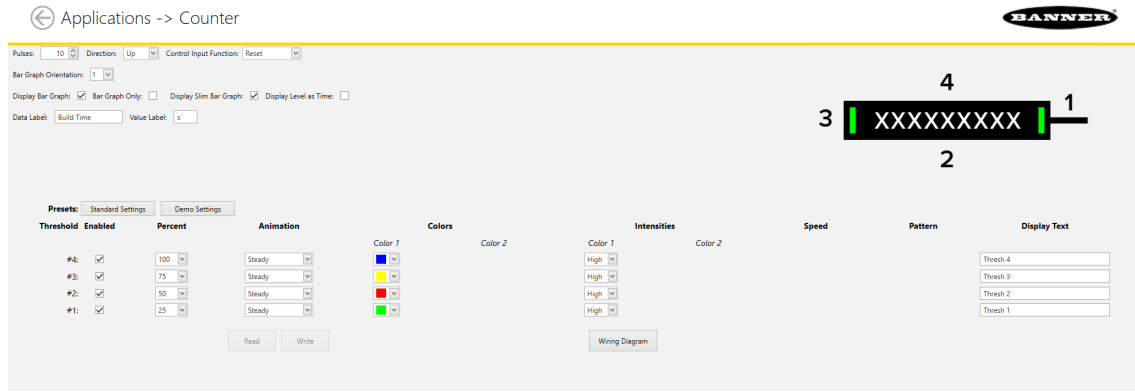 Applications -> Counter
BANNER
Pulses: 10 Direction: Up Control Input Function: Reset
Bar Graph Orientation: 1
Display Bar Graph: Bar Graph Only: Display Slim Bar Graph: Display Level as Time:
Data Label: Build Time Value Label: s
4
3 XXXXXXXXX 1
2
Presets: Standard Settings Demo Settings
Threshold Enabled Percent Animation Colors Intensities Speed Pattern Display Text
Color 1 Color 2 Color 1 Color 2
#4: 100 Steady High Thresh 4
#3: 75 Steady High Thresh 3
#2: 50 Steady High Thresh 2
#1: 25 Steady High Thresh 1
Read Write Wiring Diagram